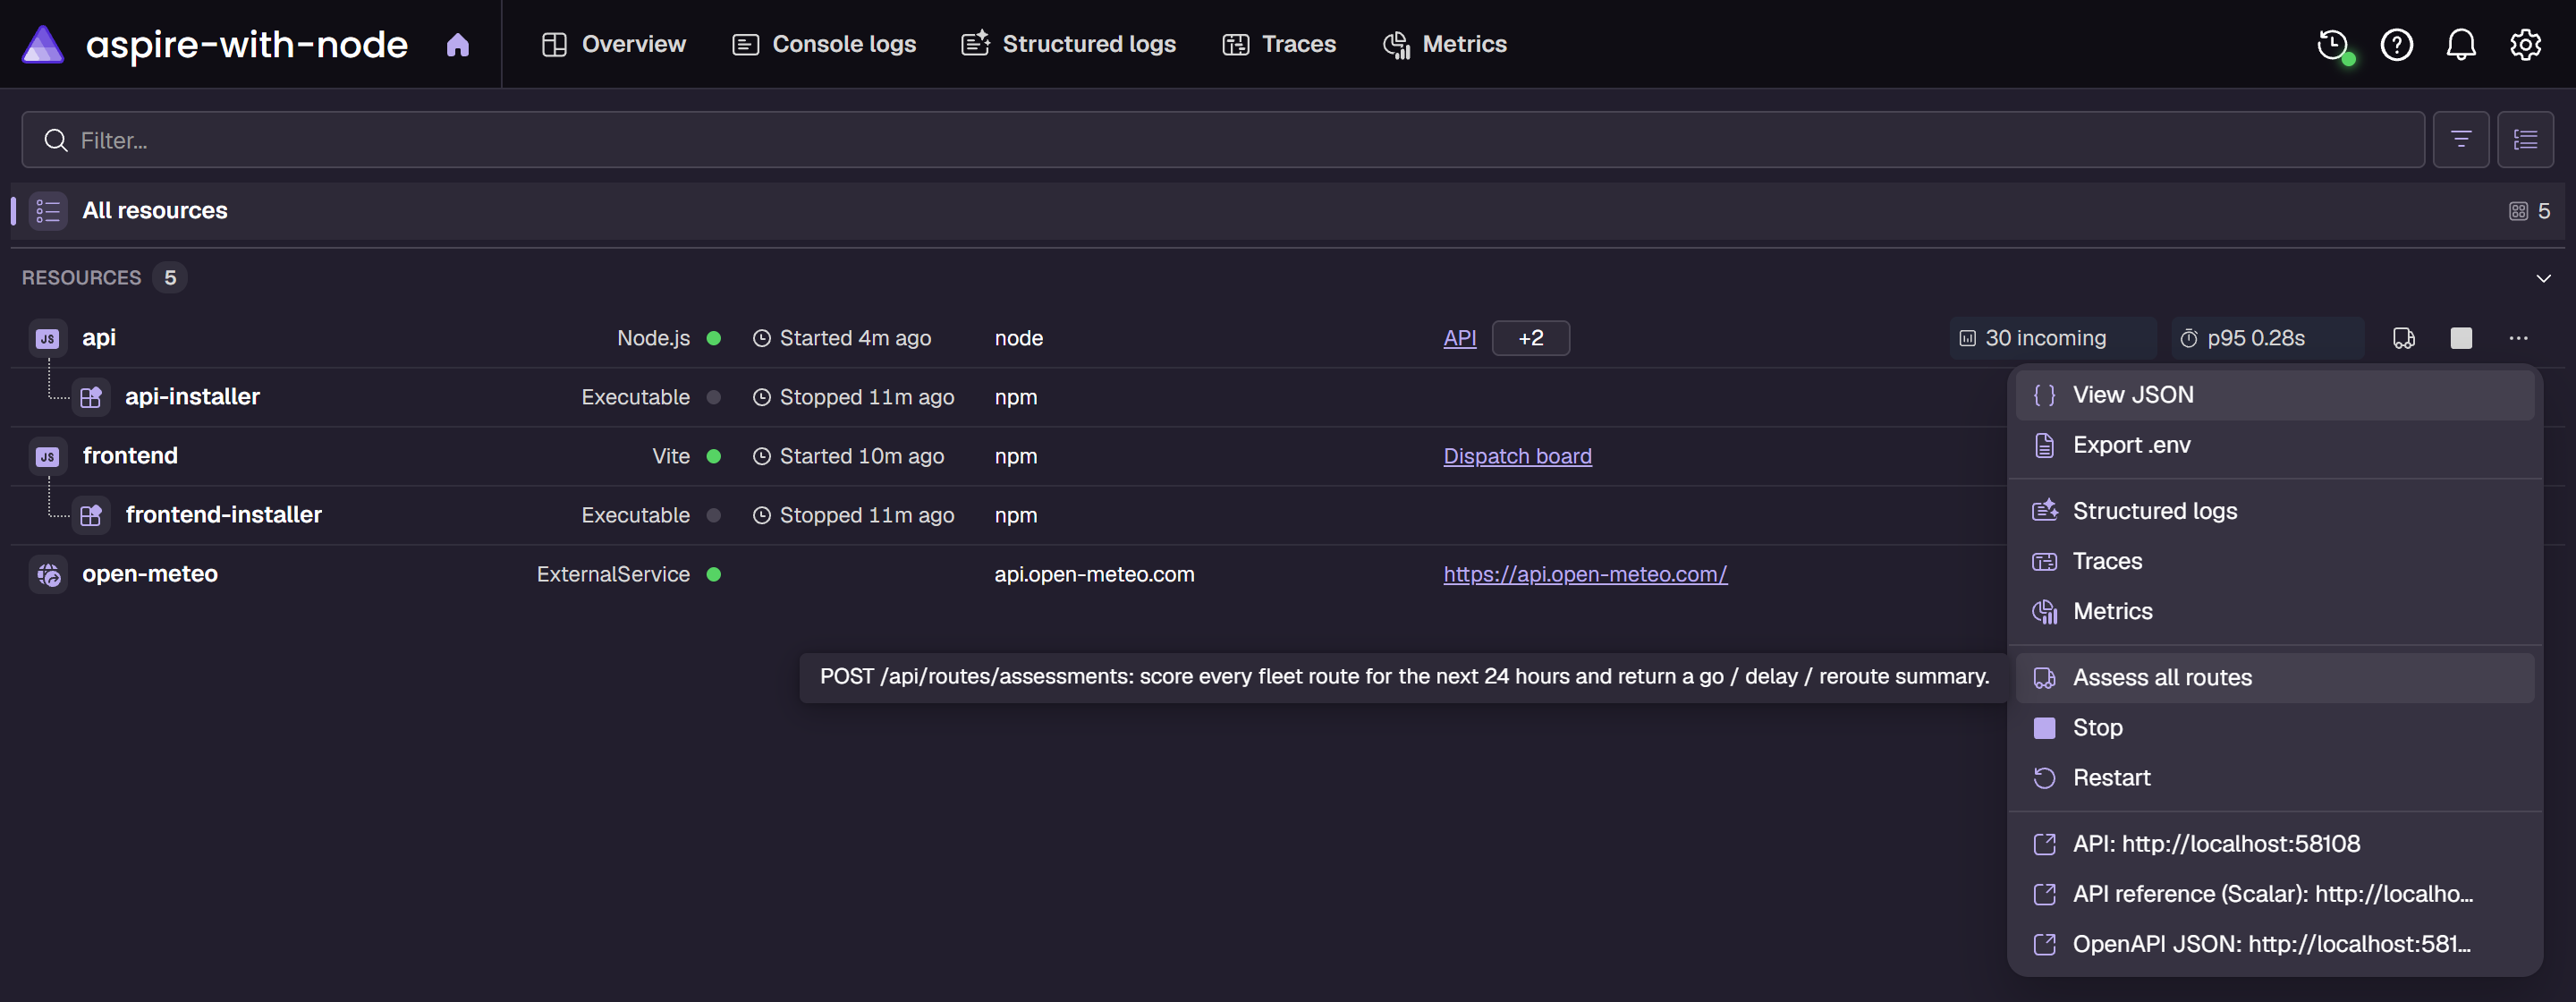 aspire-with-node
Overview
Console logs
Structured logs
Traces
Metrics
Filter...
All resources
5
RESOURCES 5
JS api Node.js Started 4m ago node API +2 30 incoming p95 0.28s
api-installer Executable Stopped 11m ago npm
JS frontend Vite Started 10m ago npm Dispatch board
frontend-installer Executable Stopped 11m ago npm
open-meteo ExternalService api.open-meteo.com https://api.open-meteo.com/
View JSON
Export .env
Structured logs
Traces
Metrics
POST /api/routes/assessments: score every fleet route for the next 24 hours and return a go / delay / reroute summary.
Assess all routes
Stop
Restart
API: http://localhost:58108
API reference (Scalar): http://localho...
OpenAPI JSON: http://localhost:581...